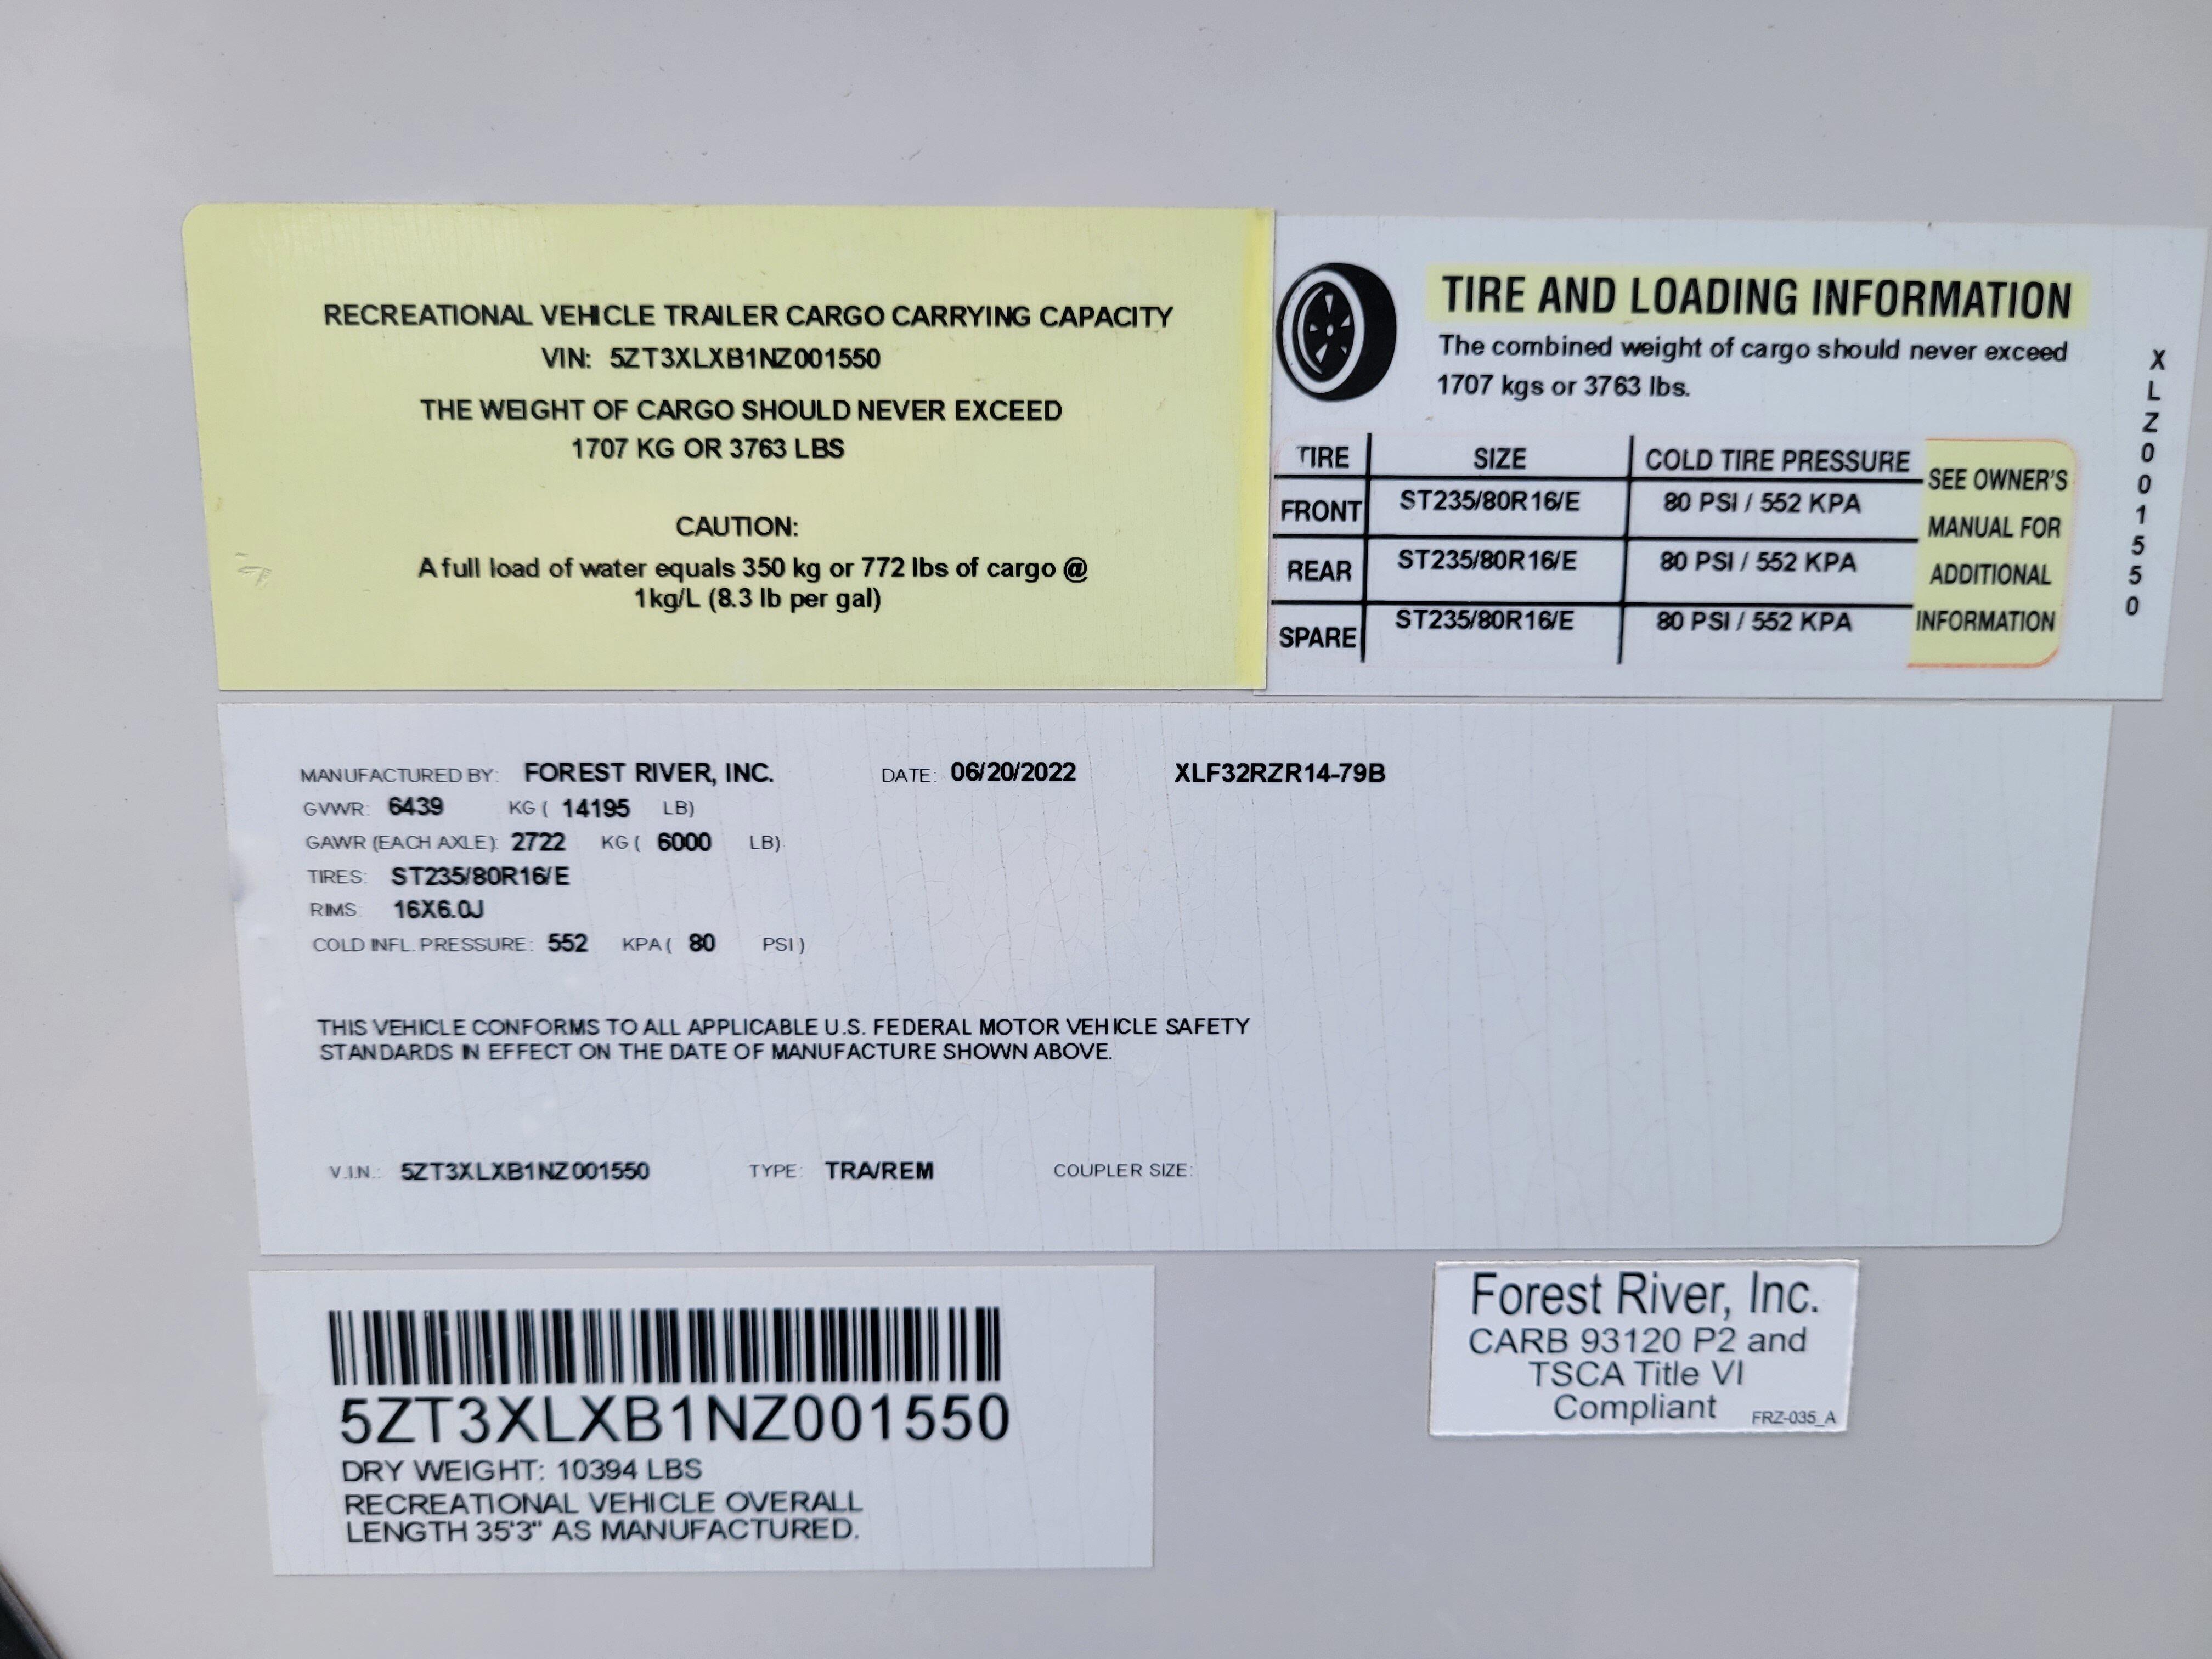 RECREATIONAL VEHICLE TRAILER CARGO CARRYING CAPACITY
VIN: 5ZT3XLXB1NZ001550
THE WEIGHT OF CARGO SHOULD NEVER EXCEED
1707 KG OR 3763 LBS
CAUTION:
A full load of water equals 350 kg or 772 lbs of cargo @
1kg/L (8.3 lb per gal)
TIRE AND LOADING INFORMATION
The combined weight of cargo should never exceed
1707 kgs or 3763 lbs.
TIRE SIZE COLD TIRE PRESSURE
FRONT ST235/80R16/E 80 PSI / 552 KPA
REAR ST235/80R16/E 80 PSI / 552 KPA
SPARE ST235/80R16/E 80 PSI / 552 KPA
SEE OWNER'S
MANUAL FOR
ADDITIONAL
INFORMATION
XLZ001550
MANUFACTURED BY: FOREST RIVER, INC. DATE: 06/20/2022 XLF32RZR14-79B
GVWR: 6439 KG ( 14195 LB)
GAWR (EACH AXLE): 2722 KG ( 6000 LB)
TIRES: ST235/80R16/E
RIMS: 16X6.0J
COLD INFL. PRESSURE: 552 KPA ( 80 PSI )
THIS VEHICLE CONFORMS TO ALL APPLICABLE U.S. FEDERAL MOTOR VEHICLE SAFETY
STANDARDS IN EFFECT ON THE DATE OF MANUFACTURE SHOWN ABOVE.
V.I.N.: 5ZT3XLXB1NZ001550 TYPE: TRA/REM COUPLER SIZE:
5ZT3XLXB1NZ001550
DRY WEIGHT: 10394 LBS
RECREATIONAL VEHICLE OVERALL
LENGTH 35'3" AS MANUFACTURED.
Forest River, Inc.
CARB 93120 P2 and
TSCA Title VI
Compliant FRZ-035_A